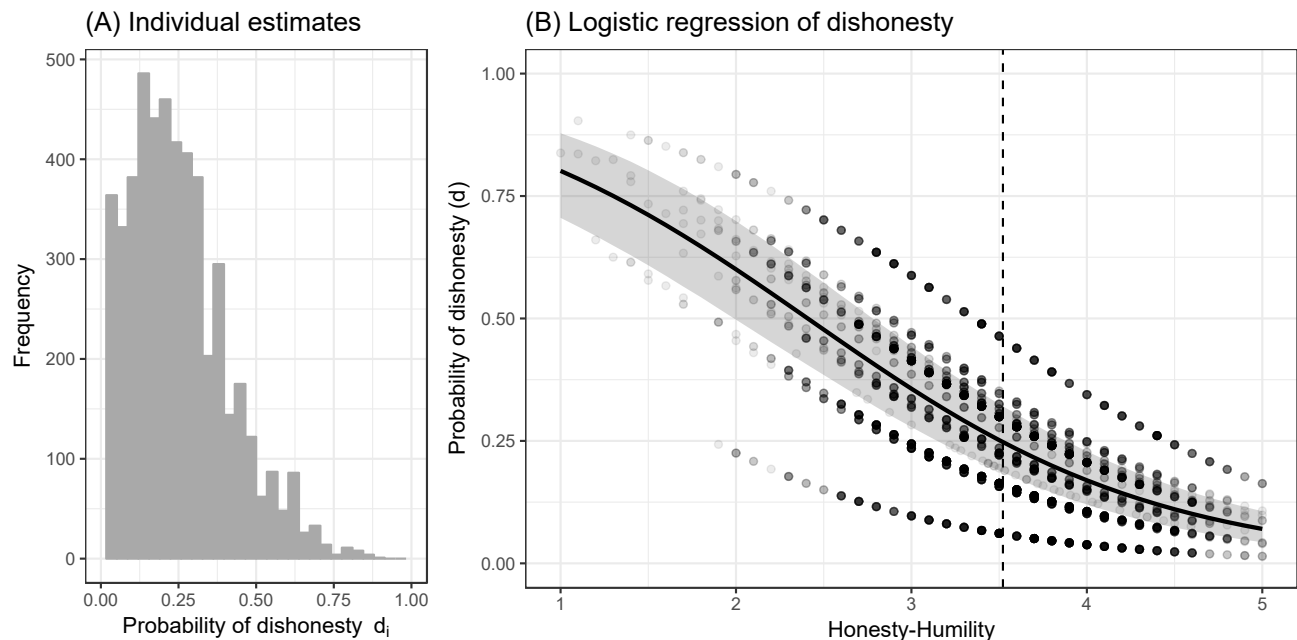 (A) Individual estimates
500
400
300
200
100
0
Frequency
0.00 0.25 0.50 0.75 1.00
Probability of dishonesty dᵢ
(B) Logistic regression of dishonesty
1.00
0.75
0.50
0.25
0.00
Probability of dishonesty (d)
1 2 3 4 5
Honesty-Humility